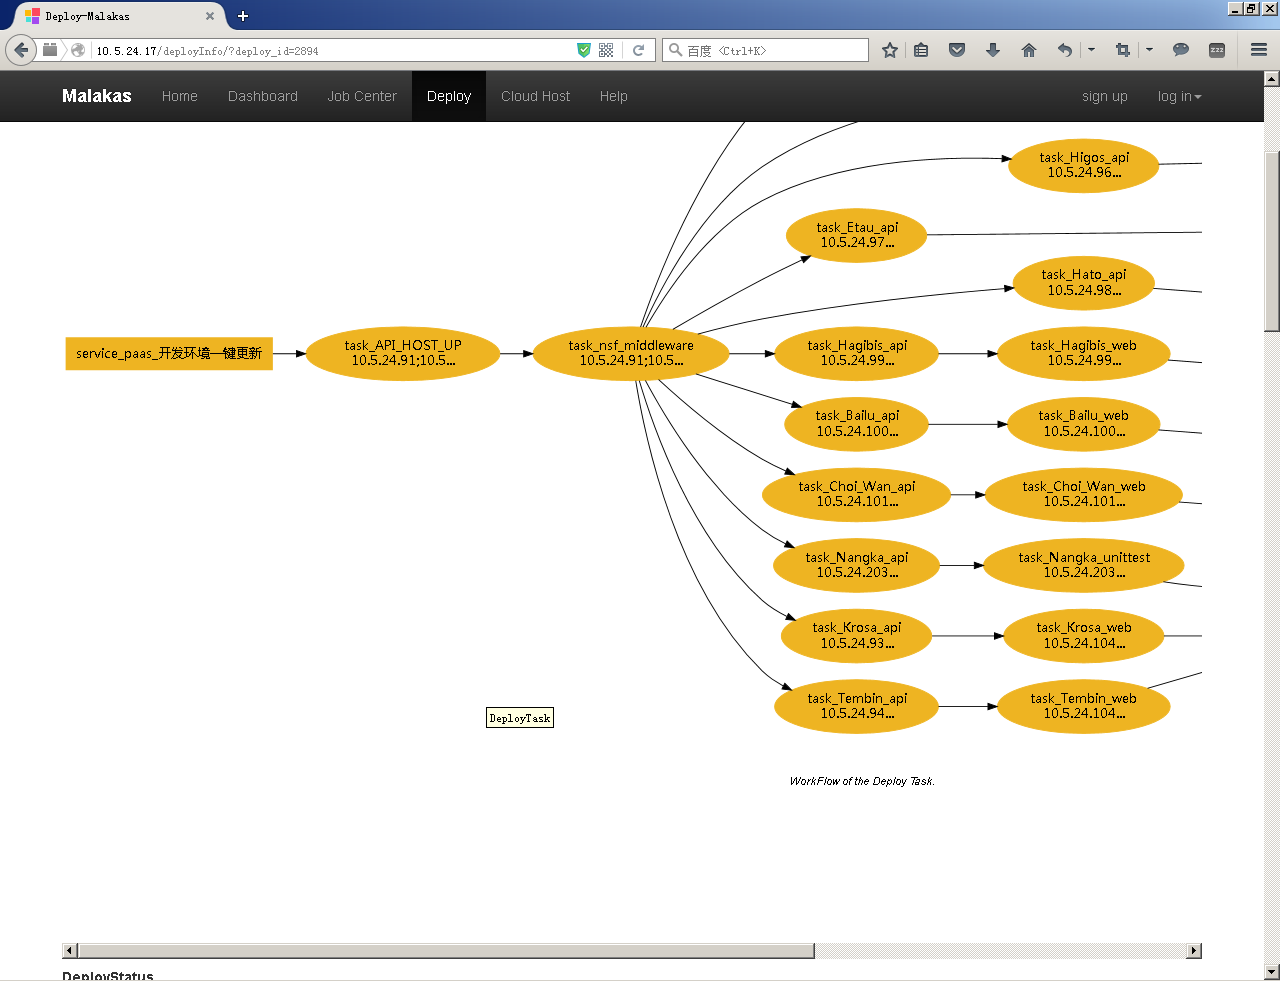 Deploy-Malakas
10.5.24.17/deployInfo/?deploy_id=2894
百度 <Ctrl+K>
zzz
Malakas
Home
Dashboard
Job Center
Deploy
Cloud Host
Help
sign up
log in
task_Higos_api
10.5.24.96...
task_Etau_api
10.5.24.97...
task_Hato_api
10.5.24.98...
service_paas_开发环境一键更新
task_API_HOST_UP
10.5.24.91;10.5...
task_nsf_middleware
10.5.24.91;10.5...
task_Hagibis_api
10.5.24.99...
task_Hagibis_web
10.5.24.99...
task_Bailu_api
10.5.24.100...
task_Bailu_web
10.5.24.100...
task_Choi_Wan_api
10.5.24.101...
task_Choi_Wan_web
10.5.24.101...
task_Nangka_api
10.5.24.203...
task_Nangka_unittest
10.5.24.203...
task_Krosa_api
10.5.24.93...
task_Krosa_web
10.5.24.104...
task_Tembin_api
10.5.24.94...
task_Tembin_web
10.5.24.104...
DeployTask
WorkFlow of the Deploy Task.
DeployStatus